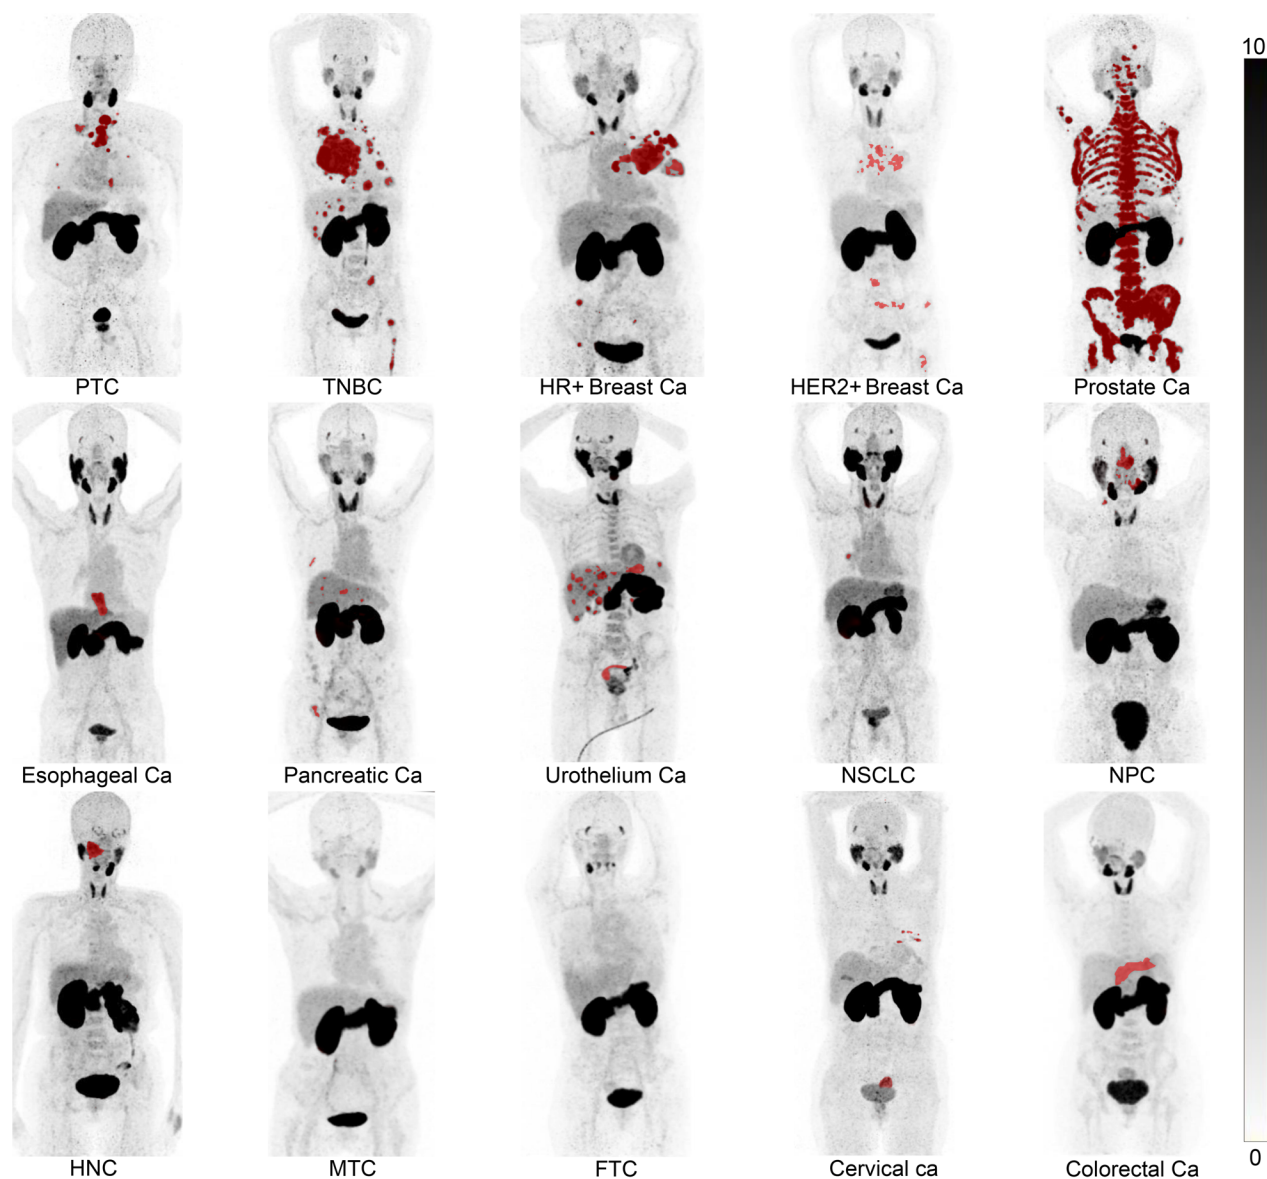 10
PTC
TNBC
HR+ Breast Ca
HER2+ Breast Ca
Prostate Ca
Esophageal Ca
Pancreatic Ca
Urothelium Ca
NSCLC
NPC
HNC
MTC
FTC
Cervical ca
Colorectal Ca
0